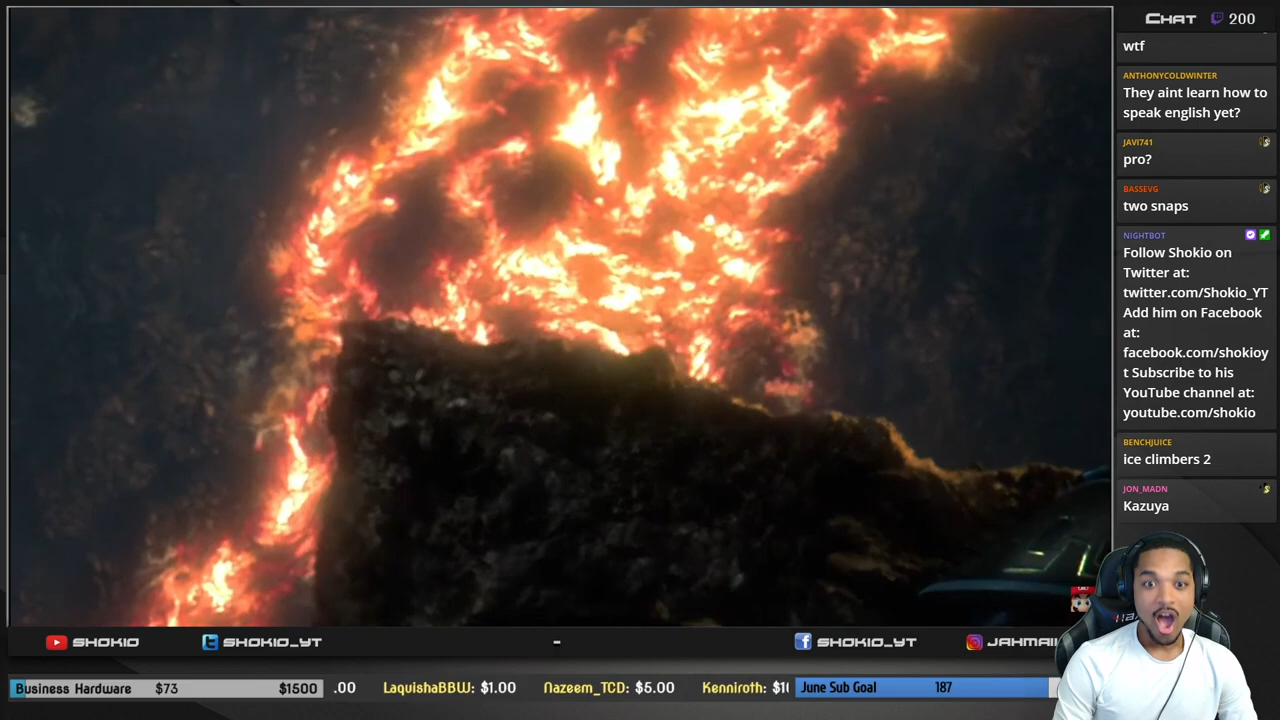 CHAT 200
wtf
ANTHONYCOLDWINTER
They aint learn how to
speak english yet?
JAVI741
pro?
BASSEVG
two snaps
NIGHTBOT
Follow Shokio on
Twitter at:
twitter.com/Shokio_YT
Add him on Facebook
at:
facebook.com/shokioy
t Subscribe to his
YouTube channel at:
youtube.com/shokio
BENCHJUICE
ice climbers 2
JON_MADN
Kazuya
SHOKIO SHOKIO_YT - SHOKIO_YT JAHMAI
Business Hardware $73 $1500 .00 LaquishaBBW: $1.00 Nazeem_TCD: $5.00 Kenniroth: $1 June Sub Goal 187